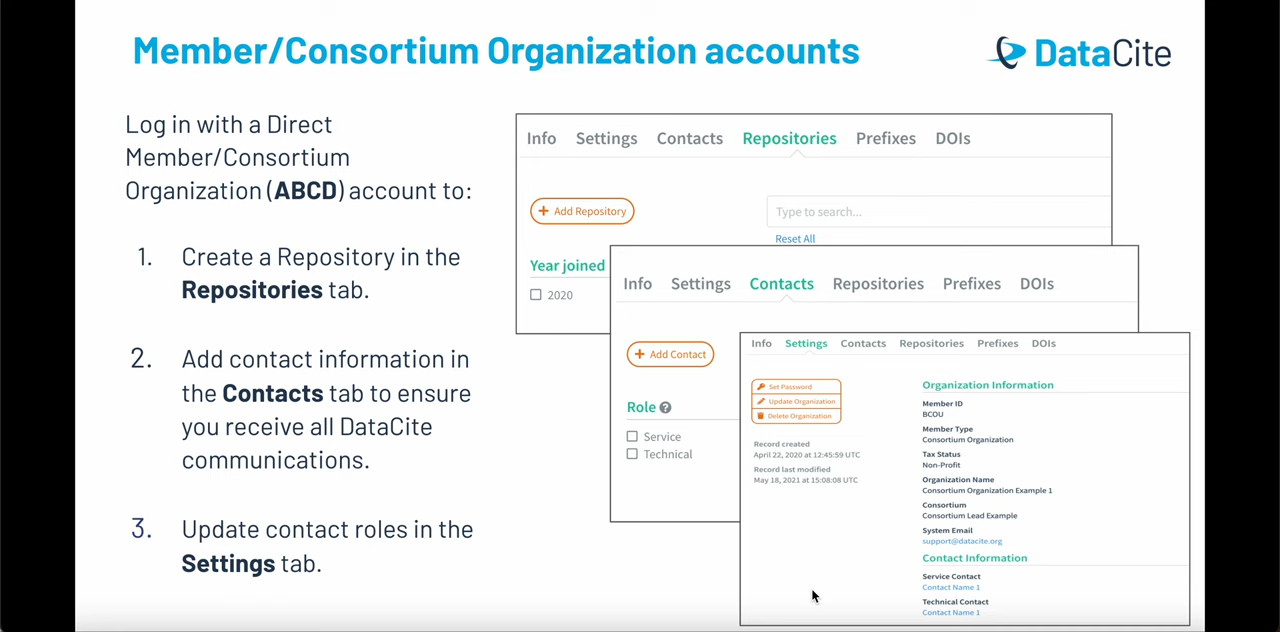 Member/Consortium Organization accounts
DataCite
Log in with a Direct
Member/Consortium
Organization (ABCD) account to:
1. Create a Repository in the
Repositories tab.
2. Add contact information in
the Contacts tab to ensure
you receive all DataCite
communications.
3. Update contact roles in the
Settings tab.
Info Settings Contacts Repositories Prefixes DOIs
+ Add Repository
Type to search...
Reset All
Year joined
2020
Info Settings Contacts Repositories Prefixes DOIs
+ Add Contact
Role ?
Service
Technical
Info Settings Contacts Repositories Prefixes DOIs
Set Password
Update Organization
Delete Organization
Record created
April 22, 2020 at 12:45:59 UTC
Record last modified
May 18, 2021 at 15:08:08 UTC
Organization Information
Member ID
BCOU
Member Type
Consortium Organization
Tax Status
Non-Profit
Organization Name
Consortium Organization Example 1
Consortium
Consortium Lead Example
System Email
support@datacite.org
Contact Information
Service Contact
Contact Name 1
Technical Contact
Contact Name 1